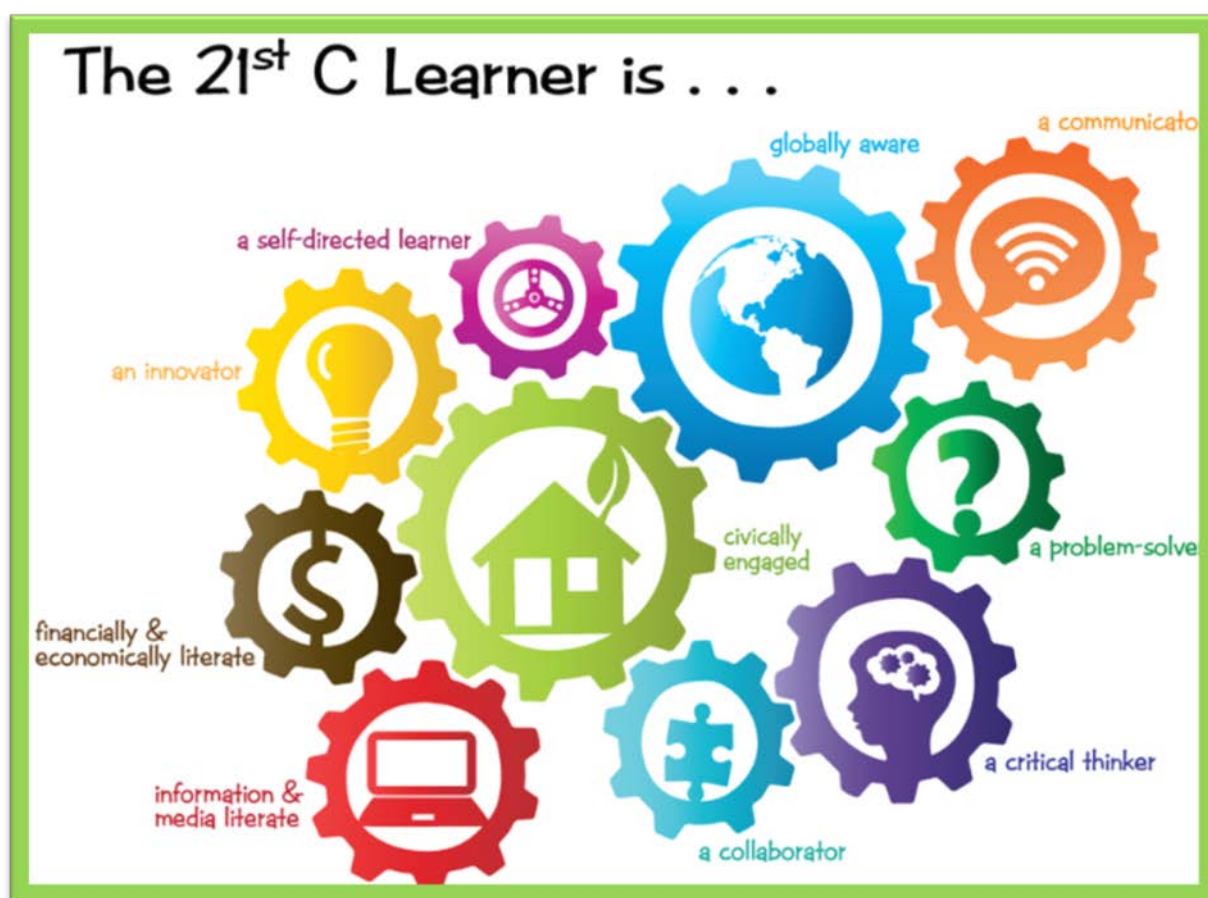 The 21st C Learner is . . .
a communicato
globally aware
a self-directed learner
an innovator
civically
engaged
a problem-solve
financially &
economically literate
$
?
a critical thinker
information &
media literate
a collaborator